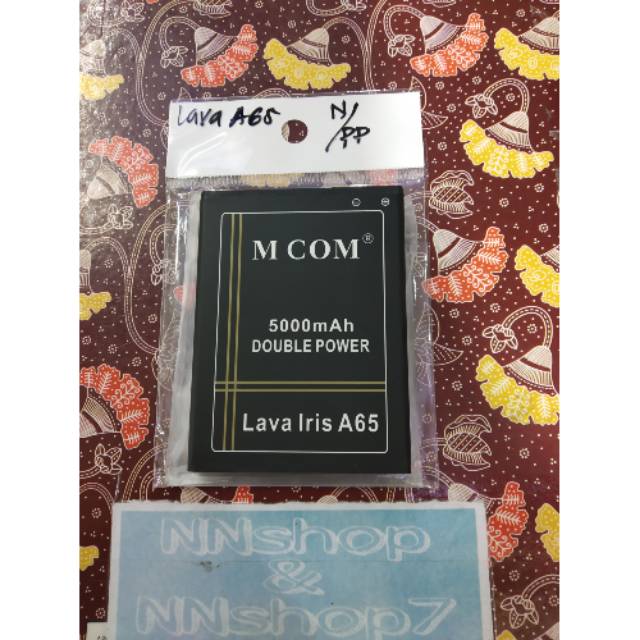 Lava A65
N/PP
M COM®
5000mAh
DOUBLE POWER
Lava Iris A65
NNshop
&
NNshop7